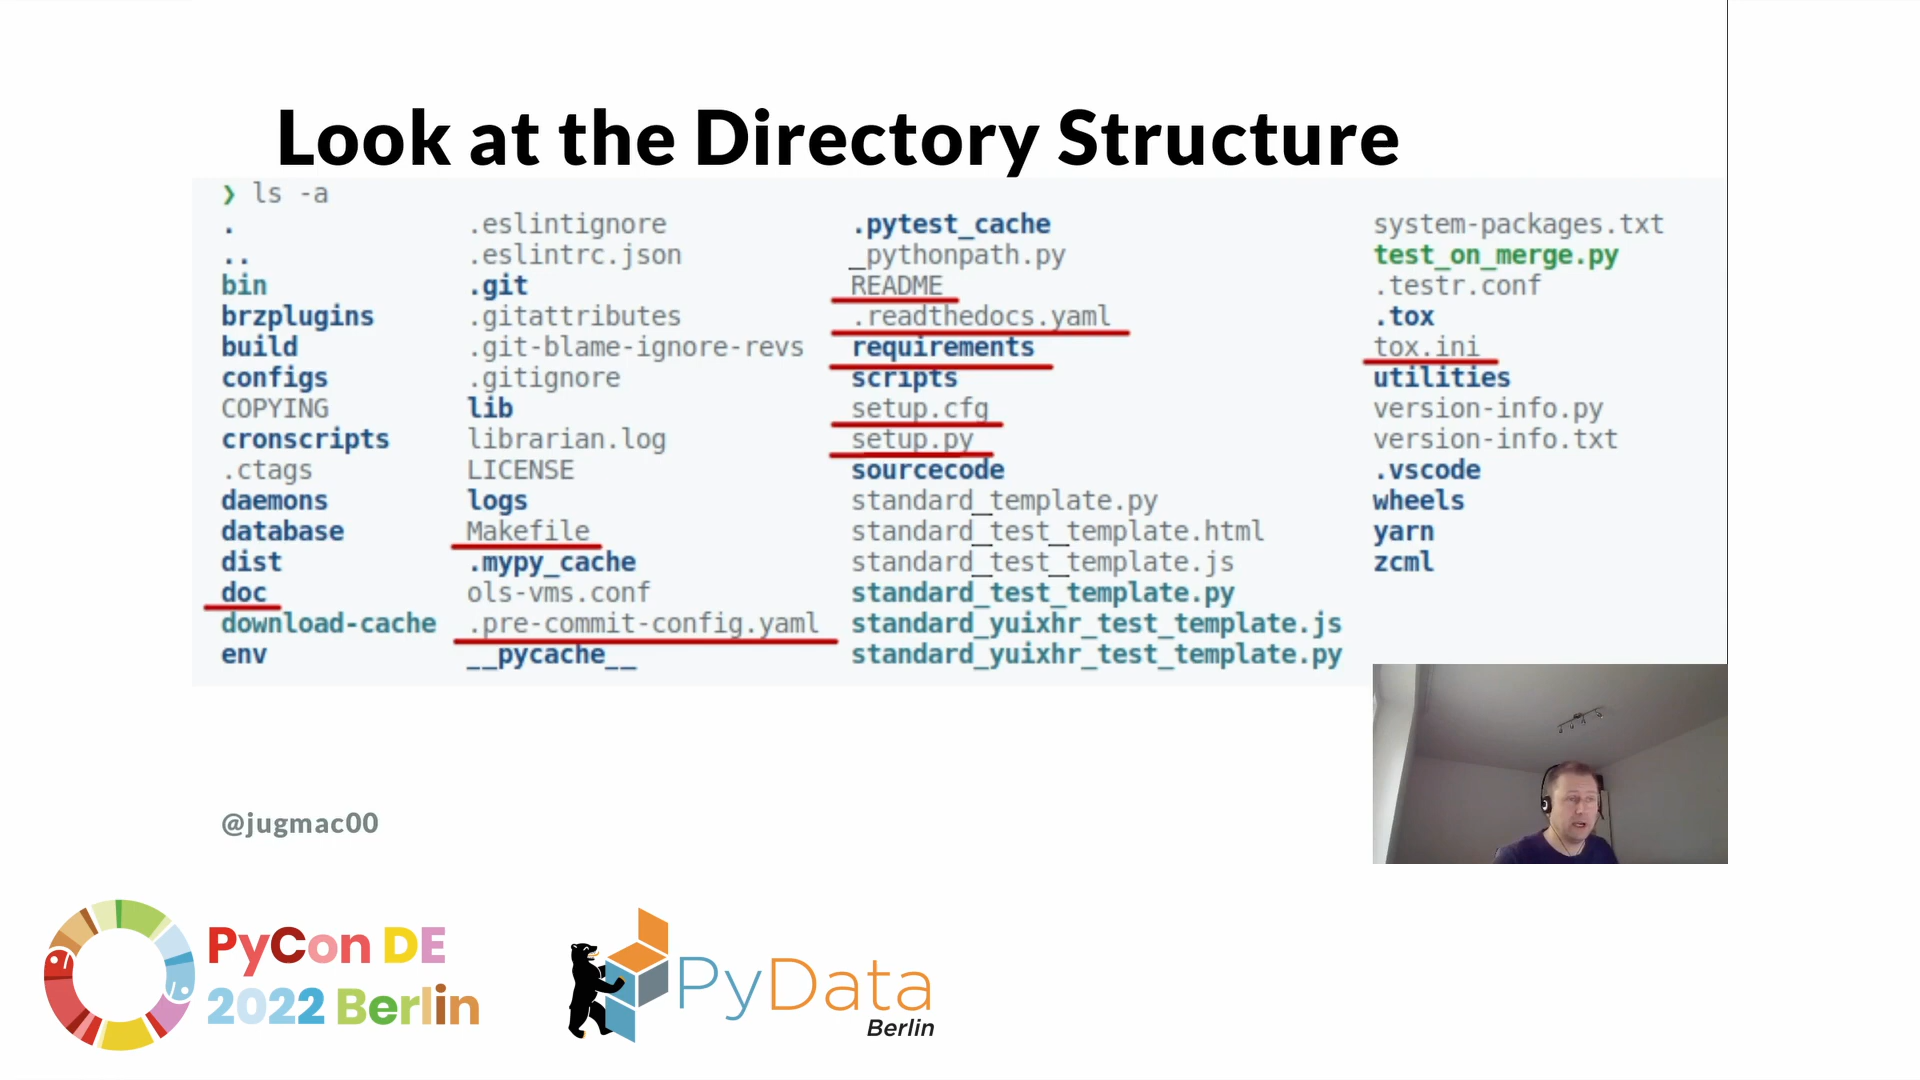 Look at the Directory Structure
❯ ls -a
. .eslintignore .pytest_cache system-packages.txt
.. .eslintrc.json _pythonpath.py test_on_merge.py
bin .git README .testr.conf
brzplugins .gitattributes .readthedocs.yaml .tox
build .git-blame-ignore-revs requirements tox.ini
configs .gitignore scripts utilities
COPYING lib setup.cfg version-info.py
cronscripts librarian.log setup.py version-info.txt
.ctags LICENSE sourcecode .vscode
daemons logs standard_template.py wheels
database Makefile standard_test_template.html yarn
dist .mypy_cache standard_test_template.js zcml
doc ols-vms.conf standard_test_template.py
download-cache .pre-commit-config.yaml standard_yuixhr_test_template.js
env __pycache__ standard_yuixhr_test_template.py
@jugmac00
PyCon DE
2022 Berlin
PyData
Berlin